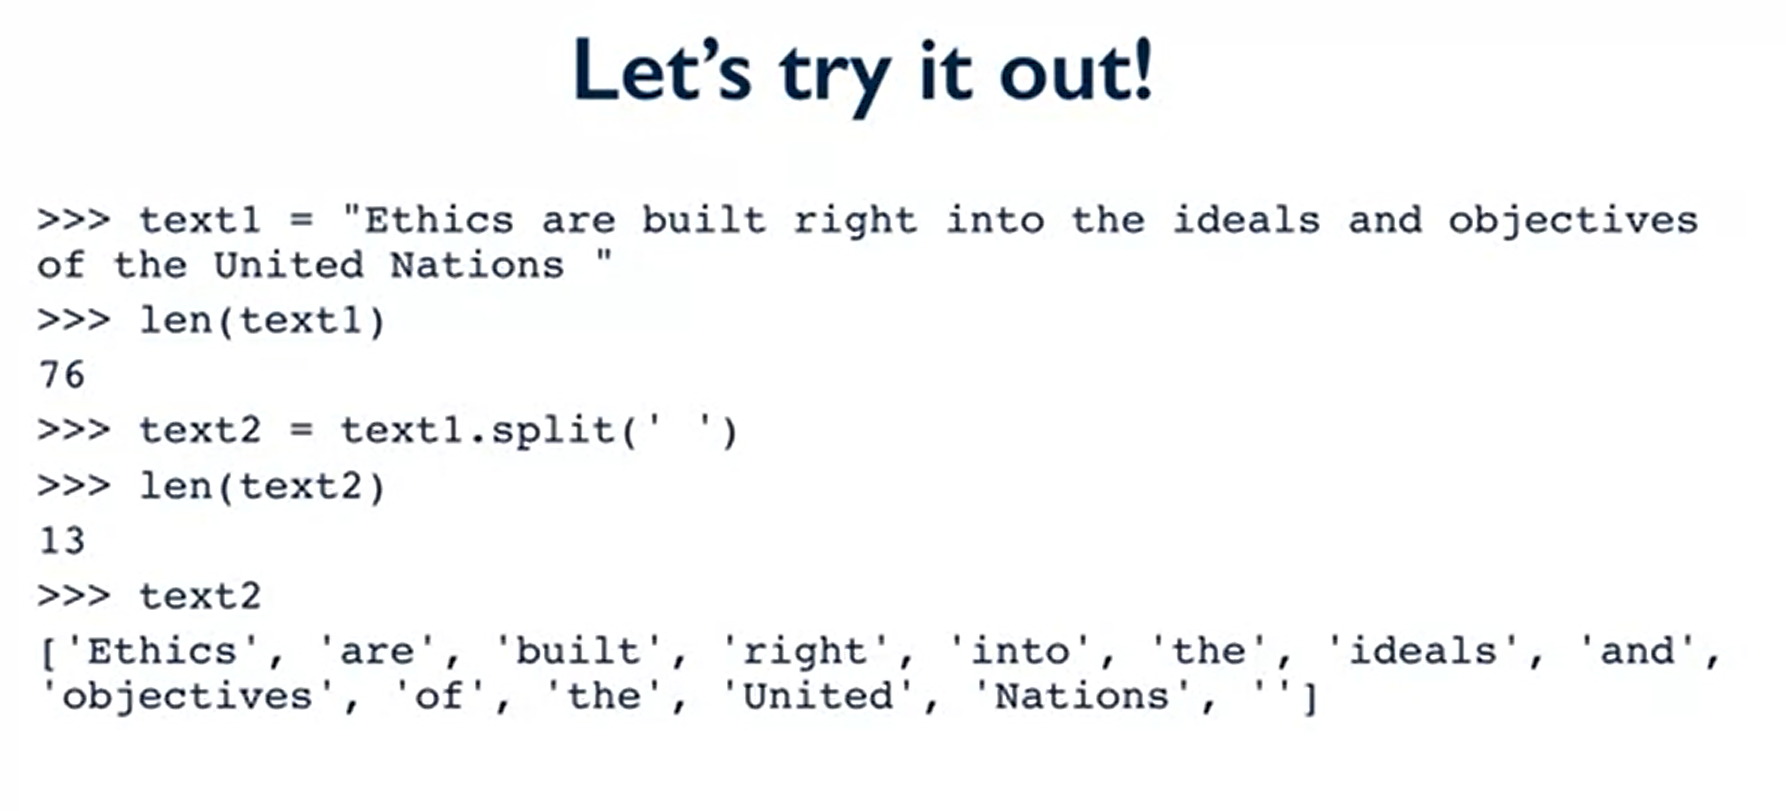 Let’s try it out!
>>> text1 = "Ethics are built right into the ideals and objectives
of the United Nations "
>>> len(text1)
76
>>> text2 = text1.split(' ')
>>> len(text2)
13
>>> text2
['Ethics', 'are', 'built', 'right', 'into', 'the', 'ideals', 'and',
'objectives', 'of', 'the', 'United', 'Nations', '']